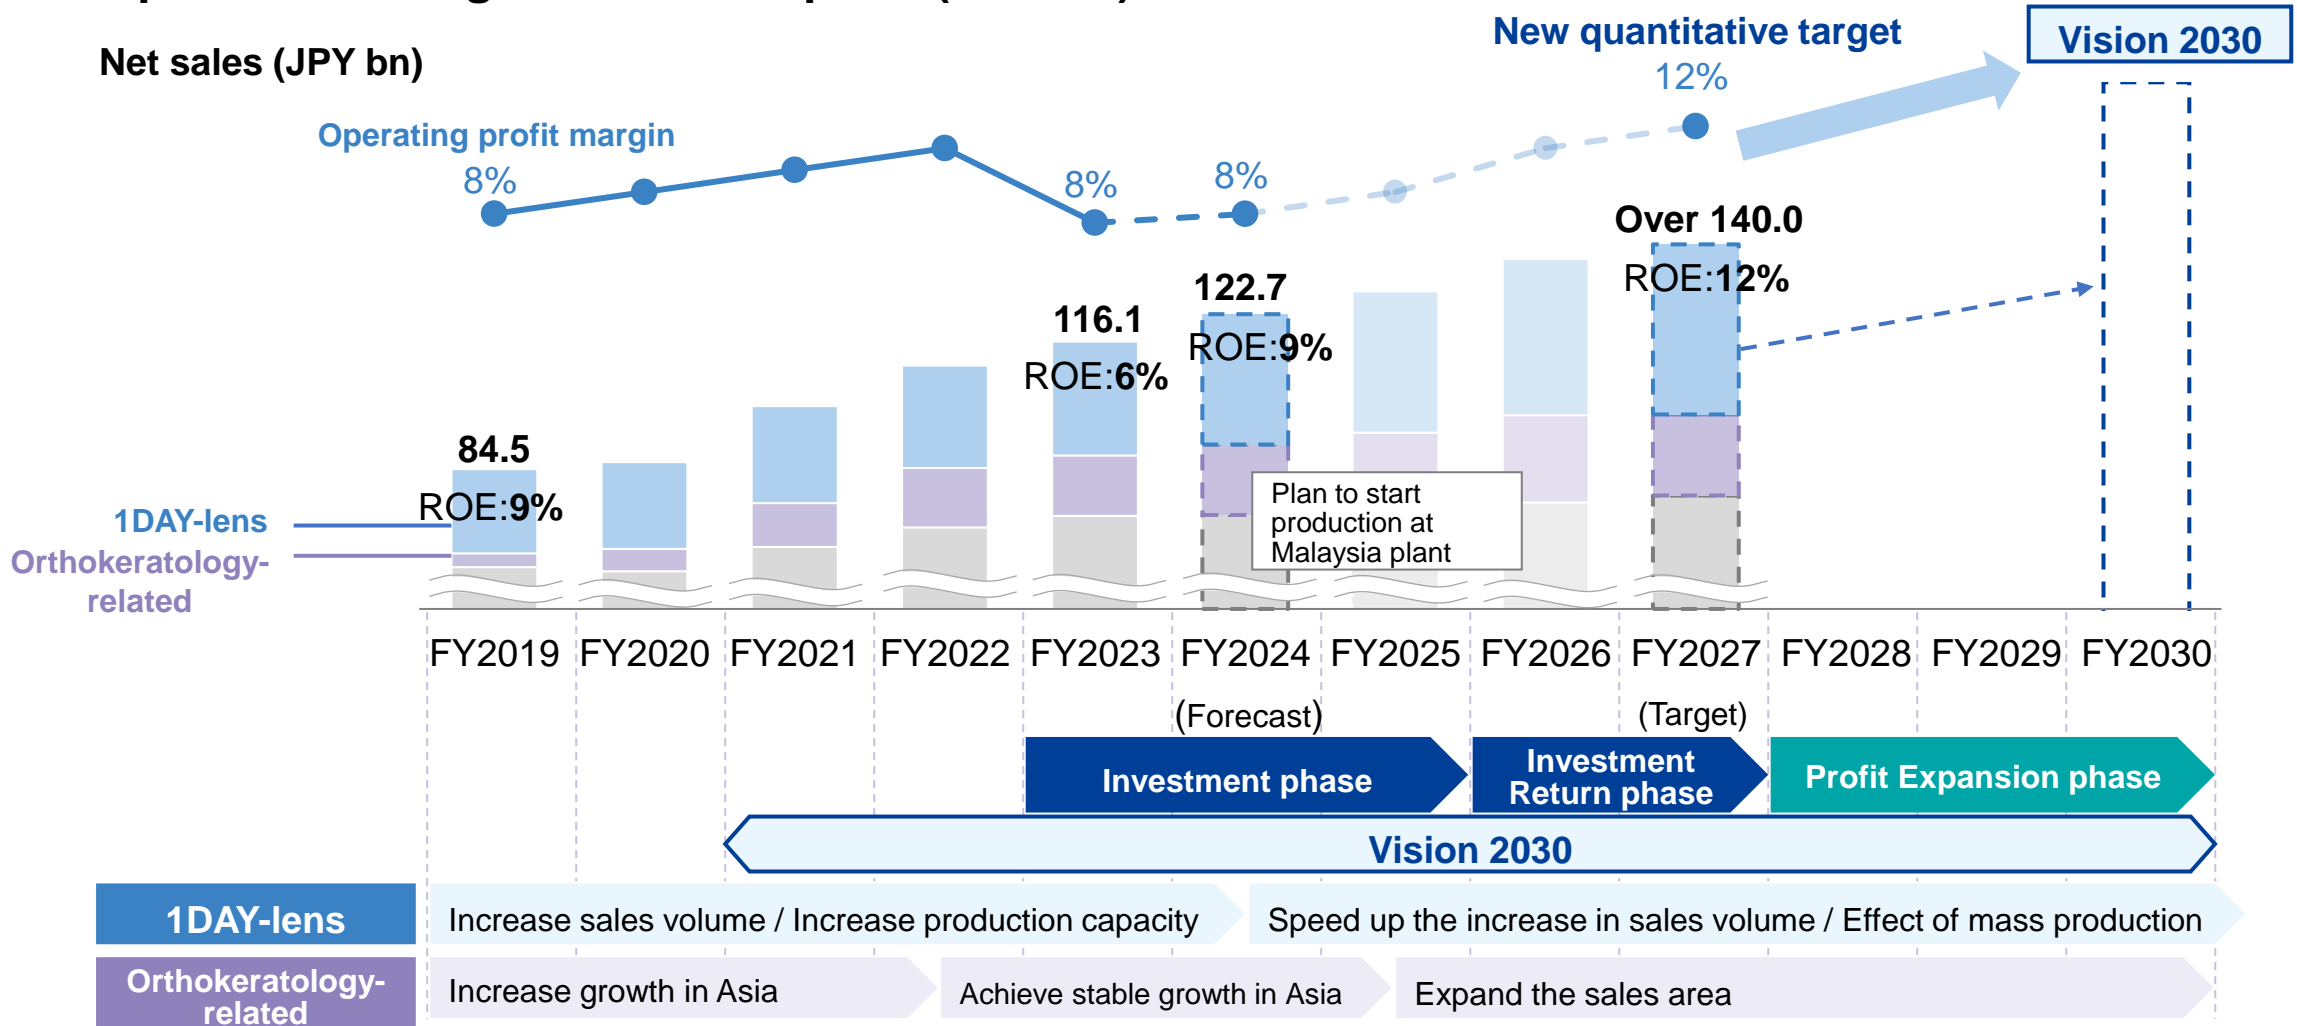 Net sales (JPY bn)
New quantitative target
12%
Vision 2030
Operating profit margin
8%
8%
8%
Over 140.0
ROE:12%
122.7
ROE:9%
116.1
ROE:6%
84.5
ROE:9%
1DAY-lens
Orthokeratology-
related
Plan to start
production at
Malaysia plant
FY2019
FY2020
FY2021
FY2022
FY2023
FY2024
FY2025
FY2026
FY2027
FY2028
FY2029
FY2030
(Forecast)
(Target)
Investment phase
Investment
Return phase
Profit Expansion phase
Vision 2030
1DAY-lens
Increase sales volume / Increase production capacity
Speed up the increase in sales volume / Effect of mass production
Orthokeratology-
related
Increase growth in Asia
Achieve stable growth in Asia
Expand the sales area